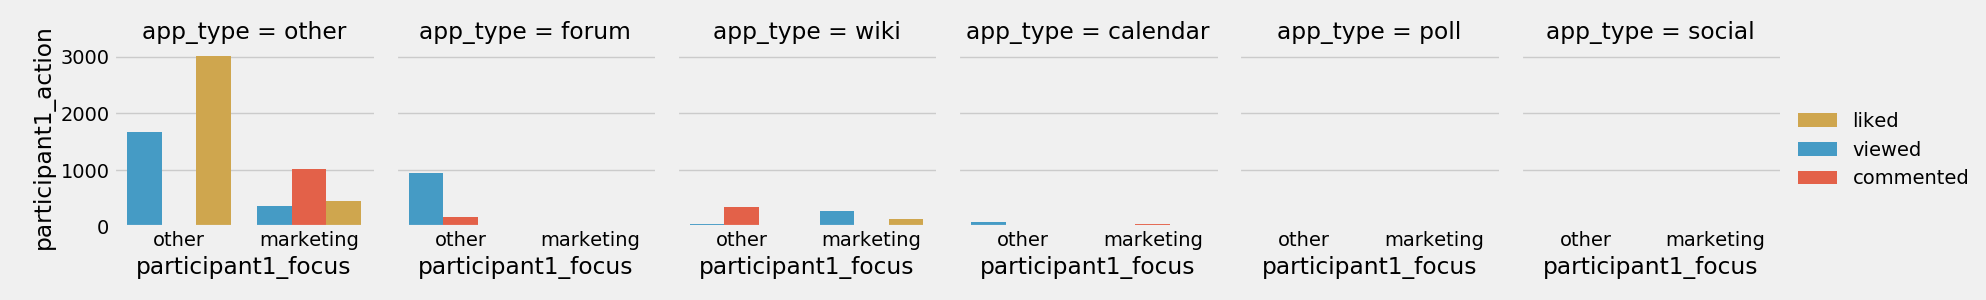 app_type = other
app_type = forum
app_type = wiki
app_type = calendar
app_type = poll
app_type = social
participant1_action
3000
2000
1000
0
other marketing
other marketing
other marketing
other marketing
other marketing
other marketing
participant1_focus
participant1_focus
participant1_focus
participant1_focus
participant1_focus
participant1_focus
liked
viewed
commented